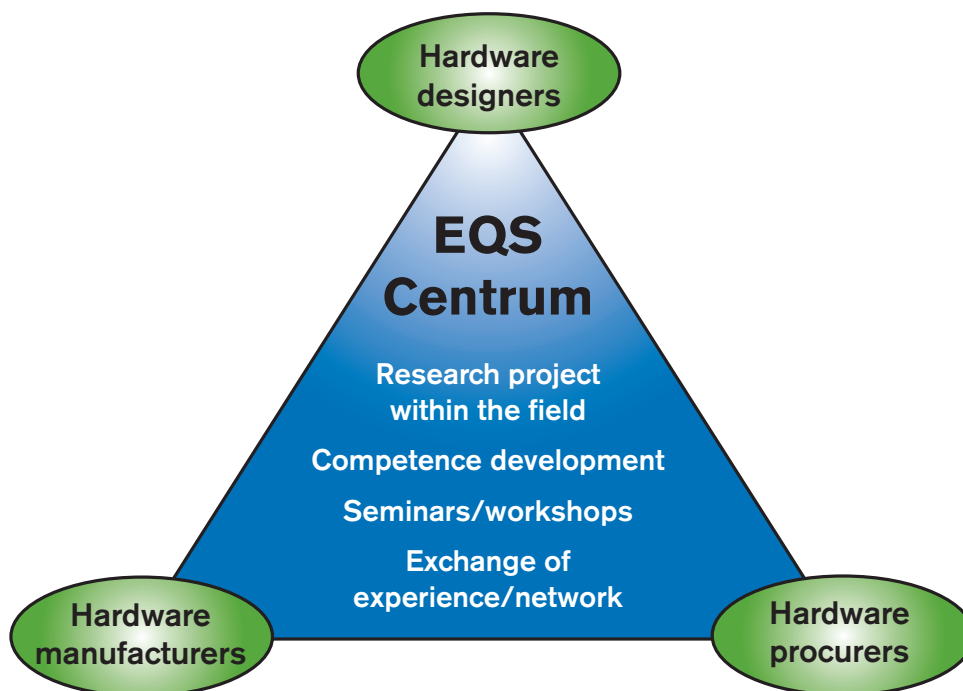 Hardware
designers
EQS
Centrum
Research project
within the field
Competence development
Seminars/workshops
Exchange of
experience/network
Hardware
manufacturers
Hardware
procurers